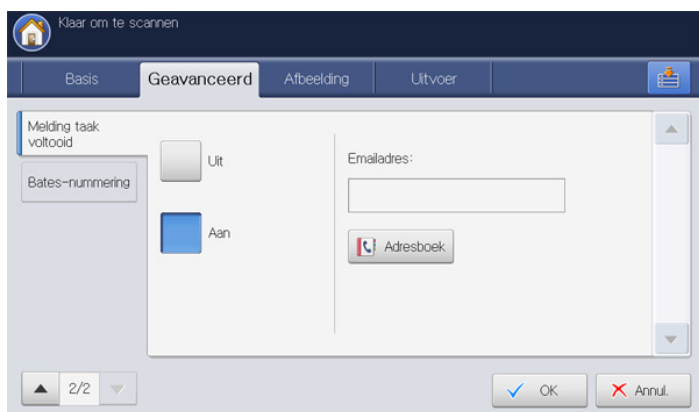 Klaar om te scannen
Basis
Geavanceerd
Afbeelding
Uitvoer
Melding taak
voltooid
Bates-nummering
Uit
Aan
Emailadres:
Adresboek
2/2
OK
Annul.